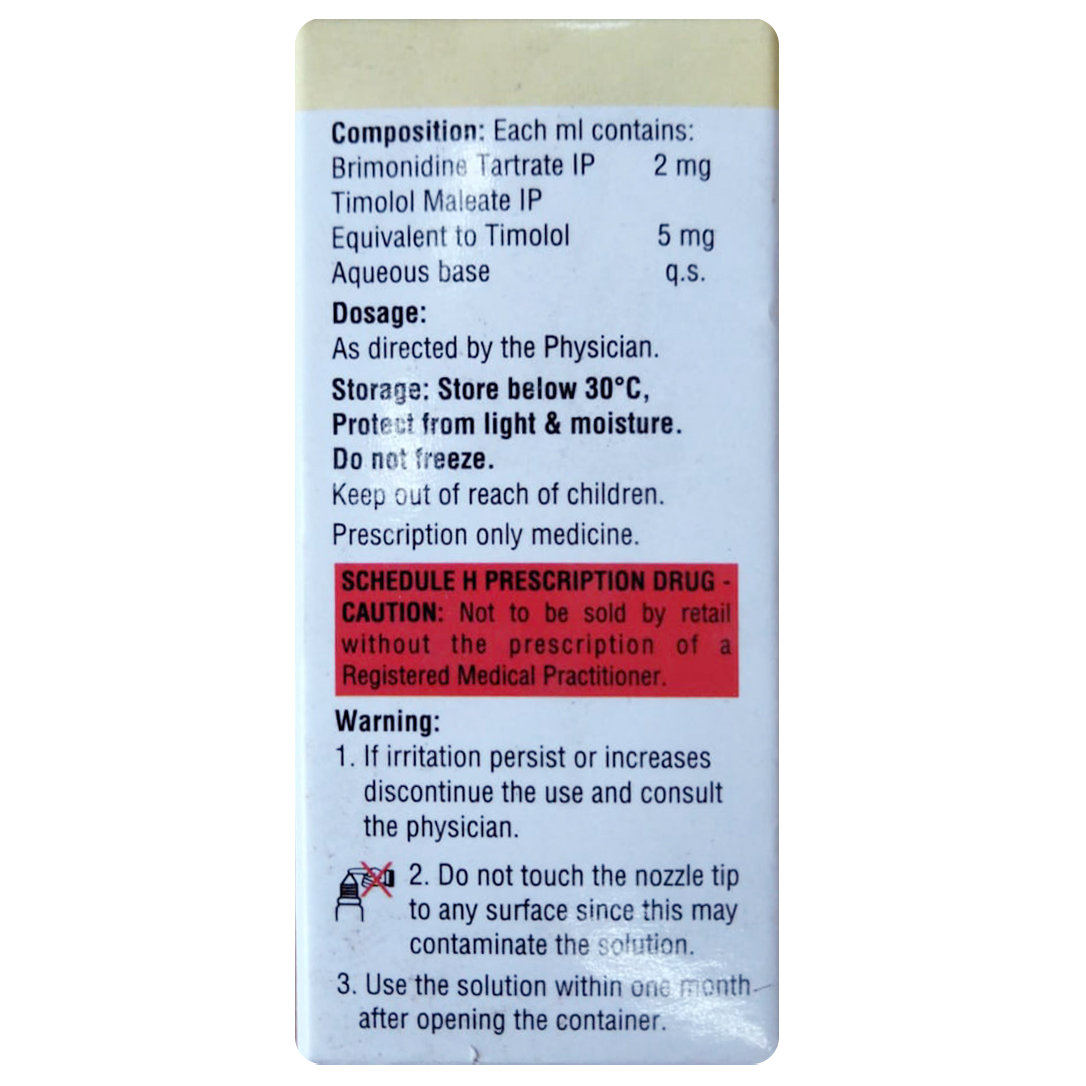 Composition: Each ml contains:
Brimonidine Tartrate IP 2 mg
Timolol Maleate IP
Equivalent to Timolol 5 mg
Aqueous base q.s.
Dosage:
As directed by the Physician.
Storage: Store below 30°C,
Protect from light & moisture.
Do not freeze.
Keep out of reach of children.
Prescription only medicine.
SCHEDULE H PRESCRIPTION DRUG -
CAUTION: Not to be sold by retail
without the prescription of a
Registered Medical Practitioner.
Warning:
1. If irritation persist or increases
discontinue the use and consult
the physician.
2. Do not touch the nozzle tip
to any surface since this may
contaminate the solution.
3. Use the solution within one month
after opening the container.